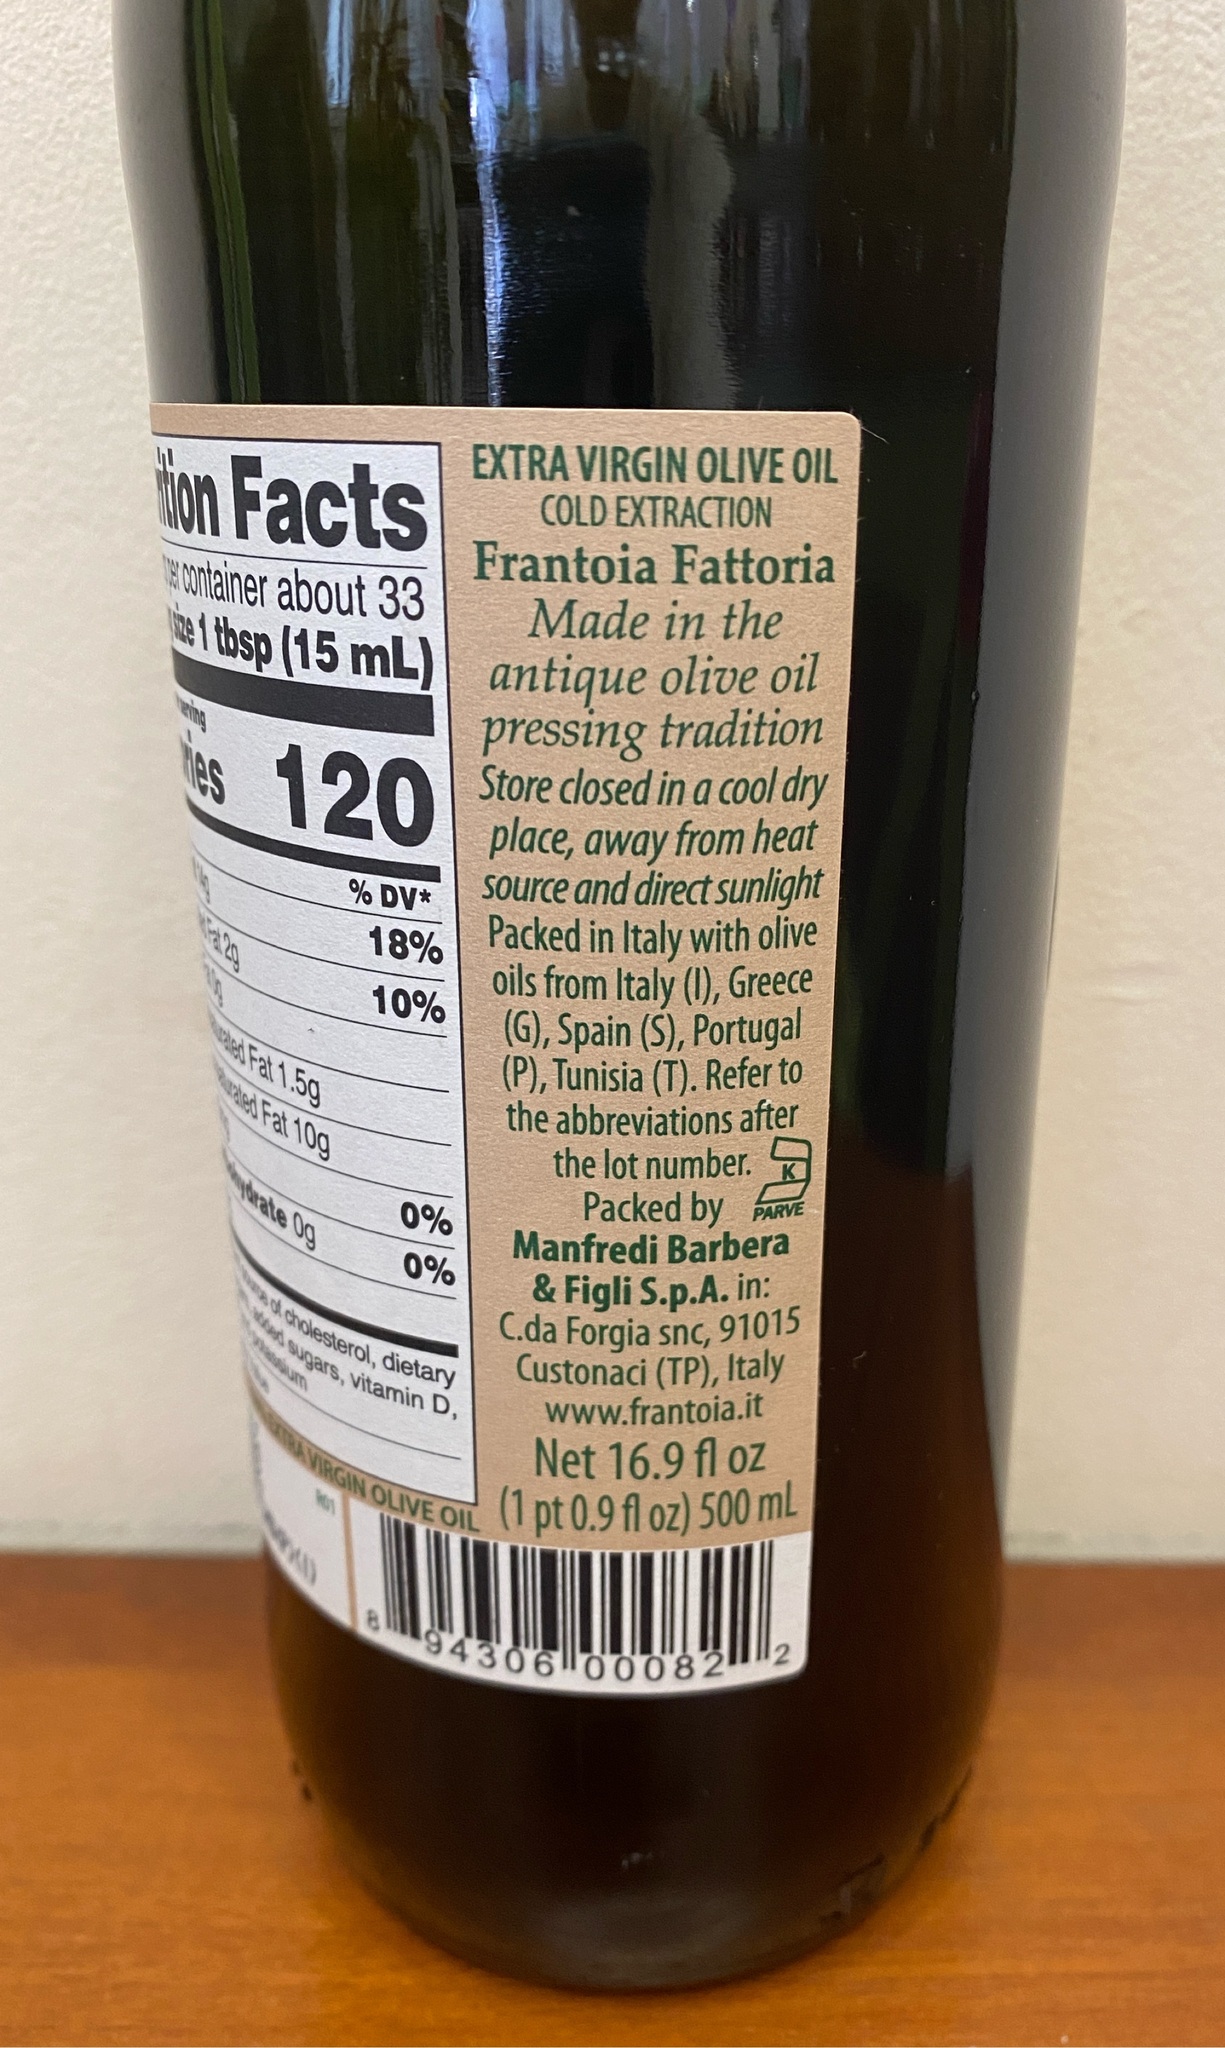 Facts
container about 33
size 1 tbsp (15 mL)
serving
120
% DV*
18%
Fat 2g
10%
0g
Fat 1.5g
Fat 10g
0%
0g
0%
of cholesterol, dietary
added sugars, vitamin D,
potassium
EXTRA VIRGIN OLIVE OIL
R01
EXTRA VIRGIN OLIVE OIL
COLD EXTRACTION
Frantoia Fattoria
Made in the
antique olive oil
pressing tradition
Store closed in a cool dry
place, away from heat
source and direct sunlight
Packed in Italy with olive
oils from Italy (I), Greece
(G), Spain (S), Portugal
(P), Tunisia (T). Refer to
the abbreviations after
the lot number.
K
PARVE
Packed by
Manfredi Barbera
& Figli S.p.A. in:
C.da Forgia snc, 91015
Custonaci (TP), Italy
www.frantoia.it
Net 16.9 fl oz
(1 pt 0.9 fl oz) 500 mL
8 94306 00082 2